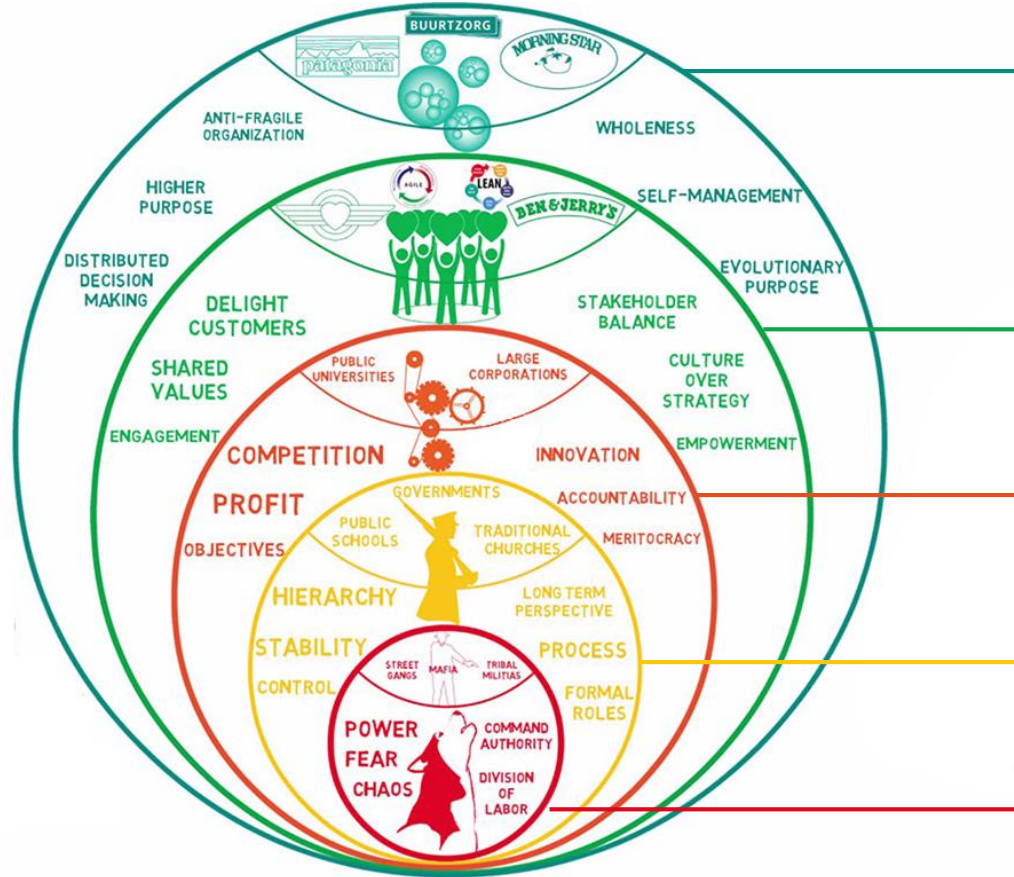 BUURTZORG
patagonia
MORNING STAR
ANTI-FRAGILE
ORGANIZATION
WHOLENESS
HIGHER
PURPOSE
SELF-MANAGEMENT
DISTRIBUTED
DECISION
MAKING
EVOLUTIONARY
PURPOSE
AGILE
LEAN
BEN & JERRY'S
DELIGHT
CUSTOMERS
STAKEHOLDER
BALANCE
SHARED
VALUES
CULTURE
OVER
STRATEGY
ENGAGEMENT
EMPOWERMENT
PUBLIC
UNIVERSITIES
LARGE
CORPORATIONS
COMPETITION
INNOVATION
PROFIT
ACCOUNTABILITY
OBJECTIVES
MERITOCRACY
GOVERNMENTS
PUBLIC
SCHOOLS
TRADITIONAL
CHURCHES
HIERARCHY
LONG TERM
PERSPECTIVE
STABILITY
PROCESS
CONTROL
FORMAL
ROLES
STREET
GANGS
MAFIA
TRIBAL
MILITIAS
POWER
FEAR
CHAOS
COMMAND
AUTHORITY
DIVISION
OF
LABOR